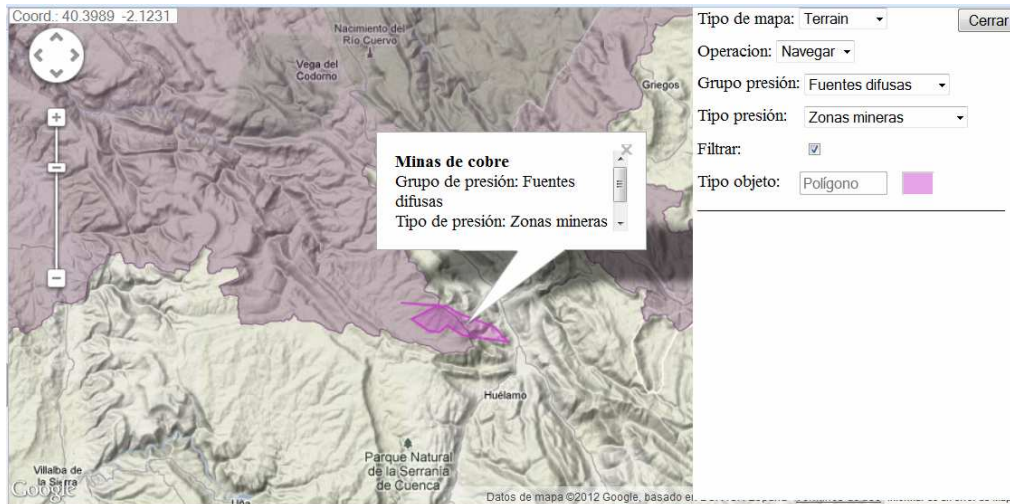 Coord.: 40.3989 -2.1231
Nacimiento del
Río Cuervo
Vega del
Codorno
Griegos
Minas de cobre
Grupo de presión: Fuentes
difusas
Tipo de presión: Zonas mineras
Huélamo
Parque Natural
de la Serranía
de Cuenca
Villalba de
la Sierra
Google
Uña
Datos de mapa ©2012 Google, basado en
Tipo de mapa: Terrain
Cerrar
Operacion: Navegar
Grupo presión: Fuentes difusas
Tipo presión: Zonas mineras
Filtrar:
Tipo objeto: Polígono